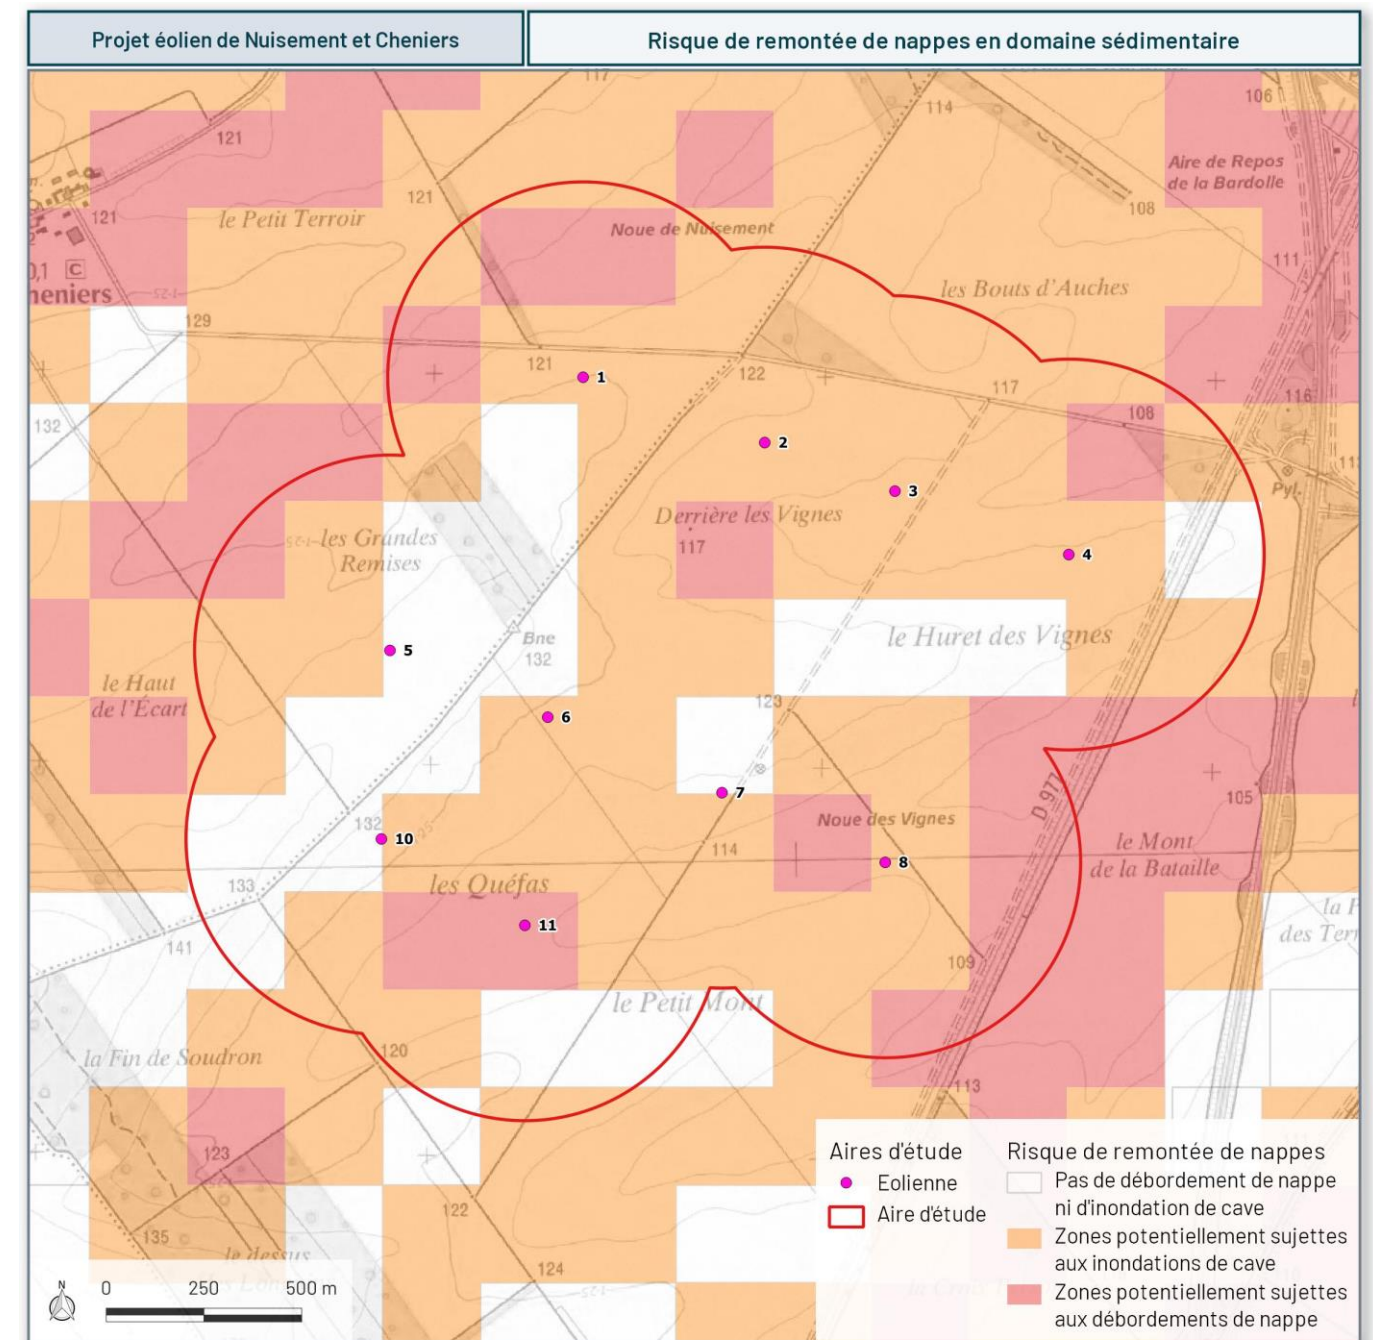 Projet éolien de Nuisement et Cheniers
Risque de remontée de nappes en domaine sédimentaire
117
106
114
121
Aire de Repos
de la Bardolle
121
121
le Petit Terroir
108
Noue de Nuisement
0,1
C
111
heniers
les Bouts d'Auches
129
121
1
122
117
116
132
108
2
3
Pyl.
Derrière les Vignes
117
les Grandes
Remises
4
Bne
132
le Huret des Vignes
5
le Haut
de l'Écart
6
123
7
105
D 977
132
10
Noue des Vignes
le Mont
de la Bataille
114
8
133
les Quéfas
11
141
109
le Petit Mont
la Fin de Soudron
120
113
123
122
135
le dessus
124
Aires d'étude
Eolienne
Aire d'étude
Risque de remontée de nappes
Pas de débordement de nappe
ni d'inondation de cave
Zones potentiellement sujettes
aux inondations de cave
Zones potentiellement sujettes
aux débordements de nappe
N
0 250 500 m